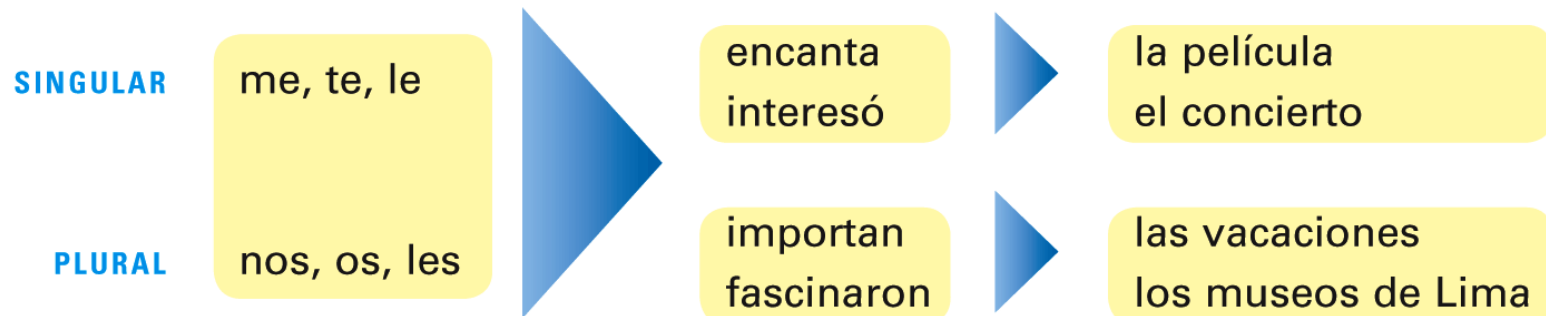 SINGULAR
me, te, le
encanta
interesó
la película
el concierto
PLURAL
nos, os, les
importan
fascinaron
las vacaciones
los museos de Lima